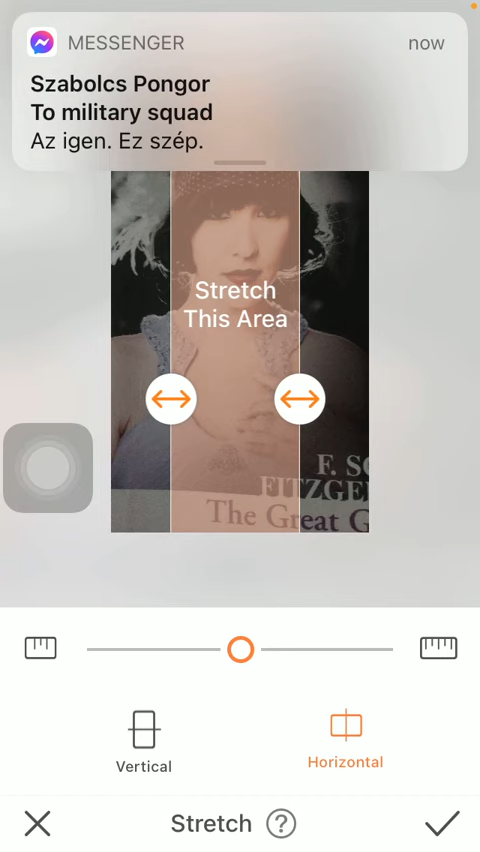 MESSENGER now
Szabolcs Pongor
To military squad
Az igen. Ez szép.
Stretch
This Area
F. SC
FITZGE
The Great G
Vertical
Horizontal
Stretch ?